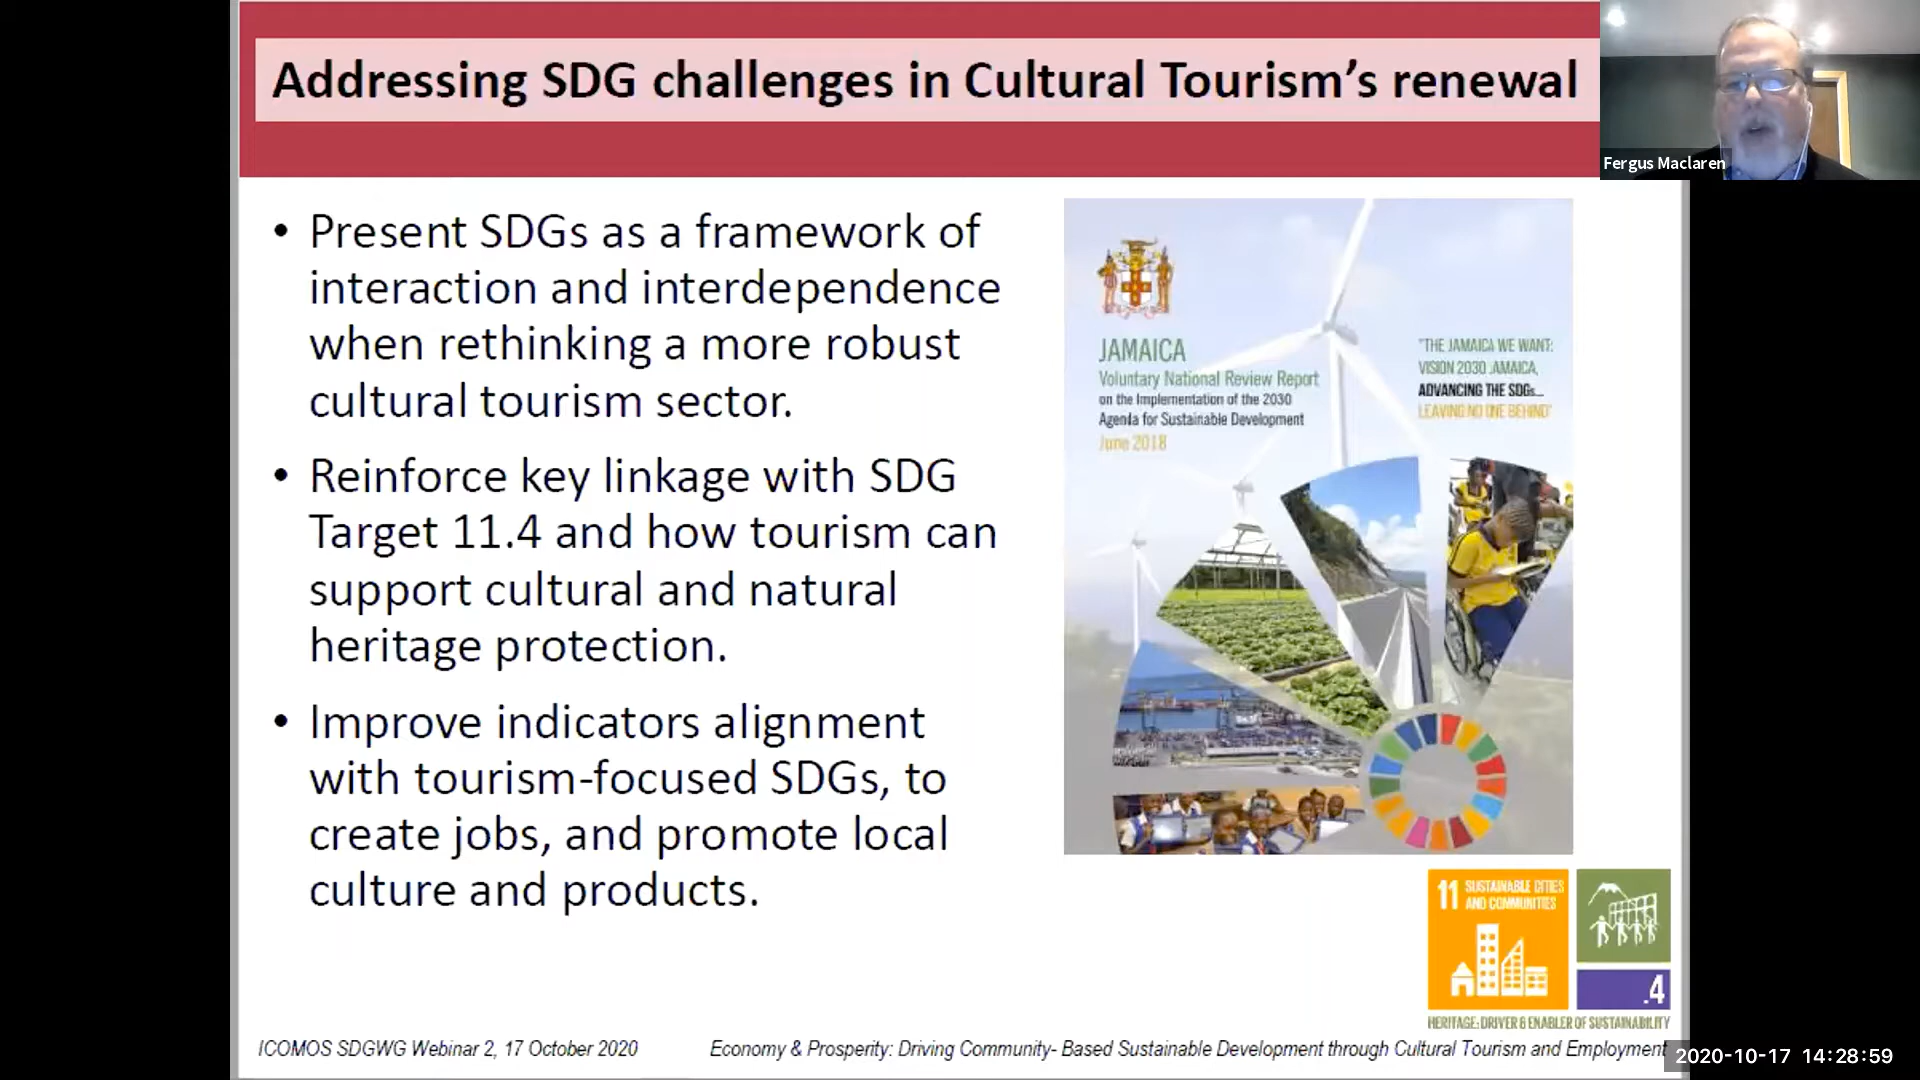 Addressing SDG challenges in Cultural Tourism’s renewal
Fergus Maclaren
• Present SDGs as a framework of
interaction and interdependence
when rethinking a more robust
cultural tourism sector.
• Reinforce key linkage with SDG
Target 11.4 and how tourism can
support cultural and natural
heritage protection.
• Improve indicators alignment
with tourism-focused SDGs, to
create jobs, and promote local
culture and products.
JAMAICA
Voluntary National Review Report
on the Implementation of the 2030
Agenda for Sustainable Development
June 2018
"THE JAMAICA WE WANT:
VISION 2030 JAMAICA,
ADVANCING THE SDGs...
LEAVING NO ONE BEHIND"
11 SUSTAINABLE CITIES
AND COMMUNITIES
.4
HERITAGE: DRIVER & ENABLER OF SUSTAINABILITY
ICOMOS SDGWG Webinar 2, 17 October 2020
Economy & Prosperity: Driving Community- Based Sustainable Development through Cultural Tourism and Employment
2020-10-17 14:28:59